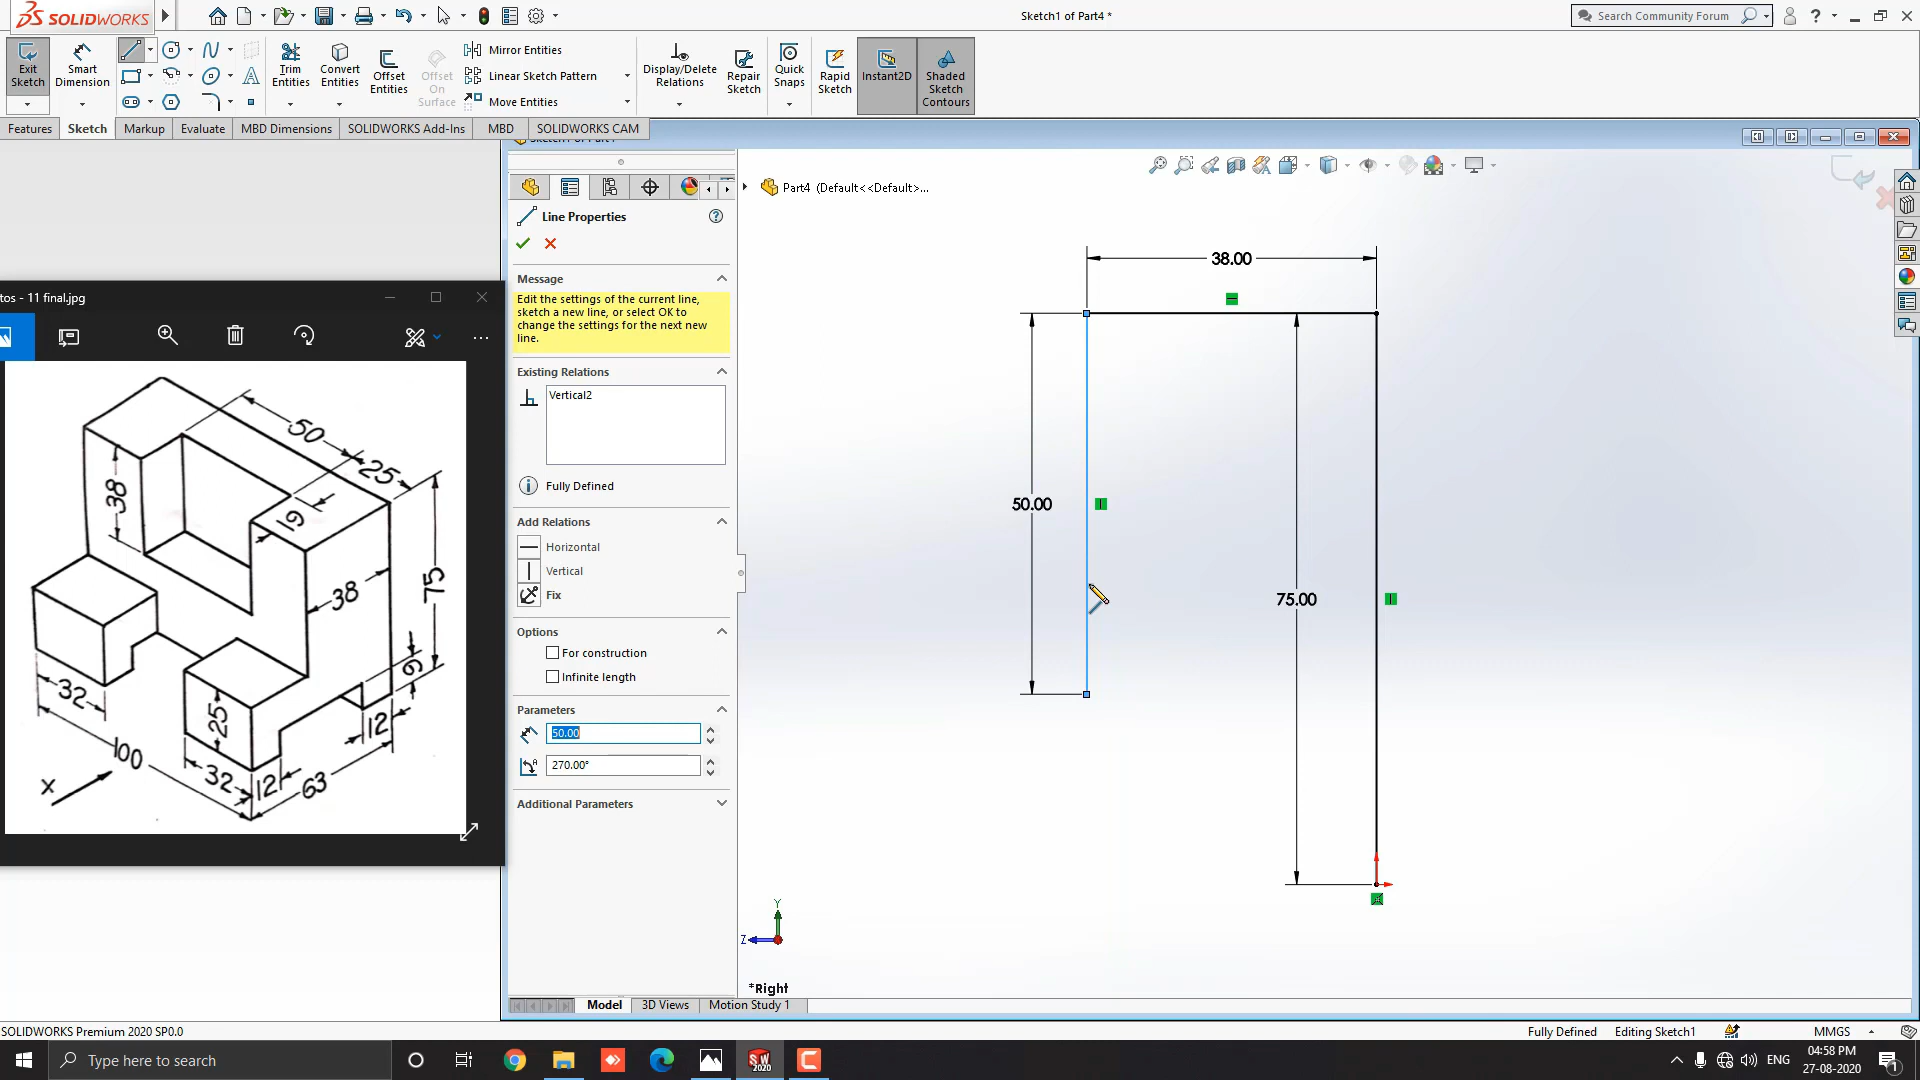 SOLIDWORKS
Sketch1 of Part4 *
Search Community Forum
Exit Sketch
Smart Dimension
Trim Entities
Convert Entities
Offset Entities
Offset On Surface
Mirror Entities
Linear Sketch Pattern
Move Entities
Display/Delete Relations
Repair Sketch
Quick Snaps
Rapid Sketch
Instant2D
Shaded Sketch Contours
Features
Sketch
Markup
Evaluate
MBD Dimensions
SOLIDWORKS Add-Ins
MBD
SOLIDWORKS CAM
Part4 (Default<<Default>...
Line Properties
Message
Edit the settings of the current line,
sketch a new line, or select OK to
change the settings for the next new
line.
Existing Relations
Vertical2
Fully Defined
Add Relations
Horizontal
Vertical
Fix
Options
For construction
Infinite length
Parameters
50.00
270.00°
Additional Parameters
tos - 11 final.jpg
50
25
38
19
38
75
9
32
25
12
100
32
12
63
X
38.00
50.00
75.00
Y
Z
*Right
Model
3D Views
Motion Study 1
SOLIDWORKS Premium 2020 SP0.0
Fully Defined
Editing Sketch1
MMGS
Type here to search
SW
2020
ENG
04:58 PM
27-08-2020
1